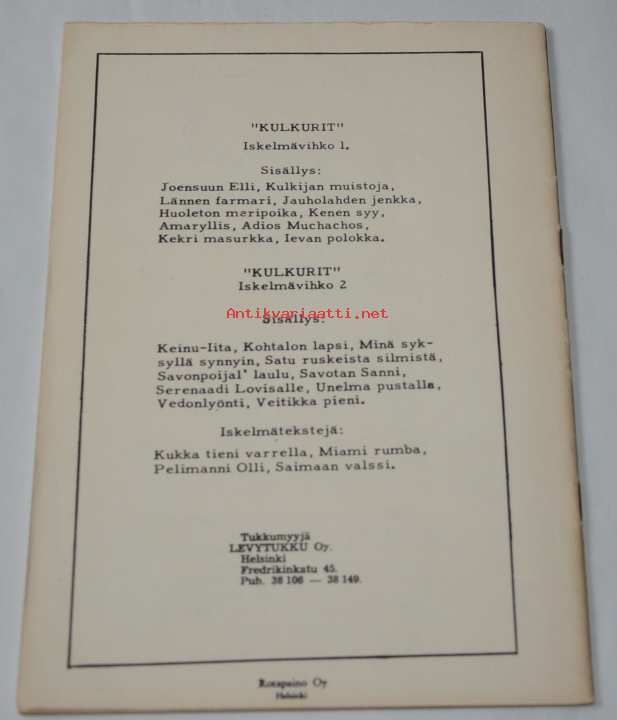 "KULKURIT"
Iskelmävihko 1.
Sisällys:
Joensuun Elli, Kulkijan muistoja,
Lännen farmari, Jauholahden jenkka,
Huoleton meripoika, Kenen syy,
Amaryllis, Adios Muchachos,
Kekri masurkka, Ievan polokka.
"KULKURIT"
Iskelmävihko 2
Antikvariaatti.net
Sisällys:
Keinu-Iita, Kohtalon lapsi, Minä syk-
syllä synnyin, Satu ruskeista silmistä,
Savonpoijal' laulu, Savotan Sanni,
Serenaadi Lovisalle, Unelma pustalla,
Vedonlyönti, Veitikka pieni.
Iskelmätekstejä:
Kukka tieni varrella, Miami rumba,
Pelimanni Olli, Saimaan valssi.
Tukkumyyjä
LEVYTUKKU Oy.
Helsinki
Fredrikinkatu 45.
Puh. 38 106 — 38 149.
Rotapaino Oy
Helsinki